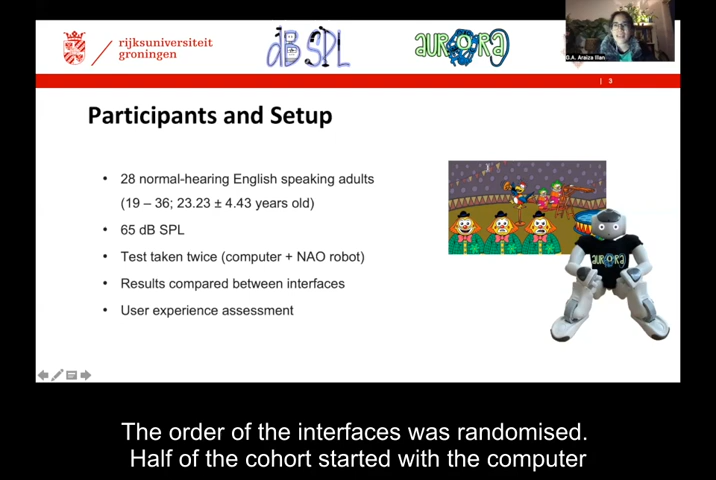 rijksuniversiteit
groningen
dB SPL
AURORA
G.A. Araiza Illan
| 3
Participants and Setup
• 28 normal-hearing English speaking adults
(19 – 36; 23.23 ± 4.43 years old)
• 65 dB SPL
• Test taken twice (computer + NAO robot)
• Results compared between interfaces
• User experience assessment
AURORA
The order of the interfaces was randomised.
Half of the cohort started with the computer